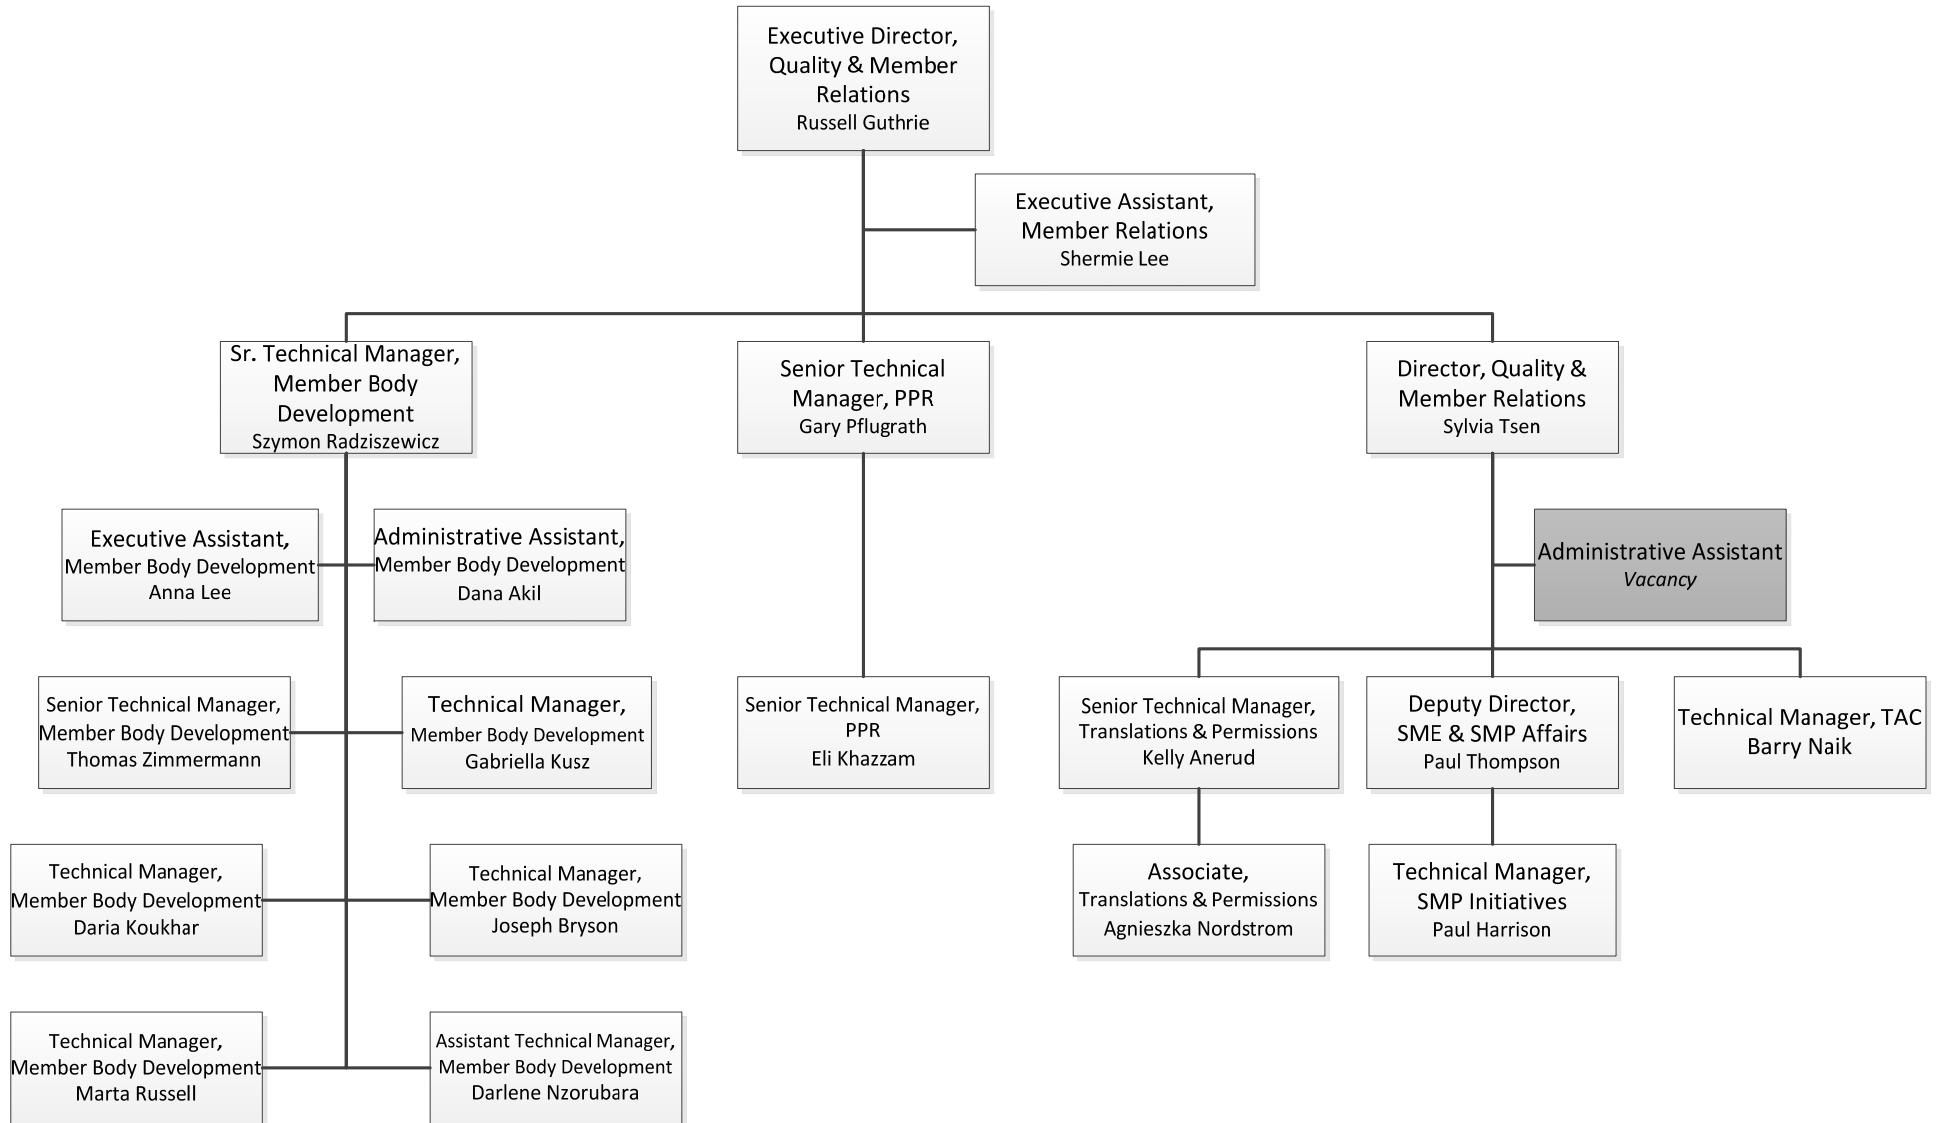 Executive Director,
Quality & Member
Relations
Russell Guthrie
Executive Assistant,
Member Relations
Shermie Lee
Sr. Technical Manager,
Member Body
Development
Szymon Radziszewicz
Senior Technical
Manager, PPR
Gary Pflugrath
Director, Quality &
Member Relations
Sylvia Tsen
Executive Assistant,
Member Body Development
Anna Lee
Administrative Assistant,
Member Body Development
Dana Akil
Administrative Assistant
Vacancy
Senior Technical Manager,
Member Body Development
Thomas Zimmermann
Technical Manager,
Member Body Development
Gabriella Kusz
Senior Technical Manager,
PPR
Eli Khazzam
Senior Technical Manager,
Translations & Permissions
Kelly Anerud
Deputy Director,
SME & SMP Affairs
Paul Thompson
Technical Manager, TAC
Barry Naik
Technical Manager,
Member Body Development
Daria Koukhar
Technical Manager,
Member Body Development
Joseph Bryson
Associate,
Translations & Permissions
Agnieszka Nordstrom
Technical Manager,
SMP Initiatives
Paul Harrison
Technical Manager,
Member Body Development
Marta Russell
Assistant Technical Manager,
Member Body Development
Darlene Nzorubara